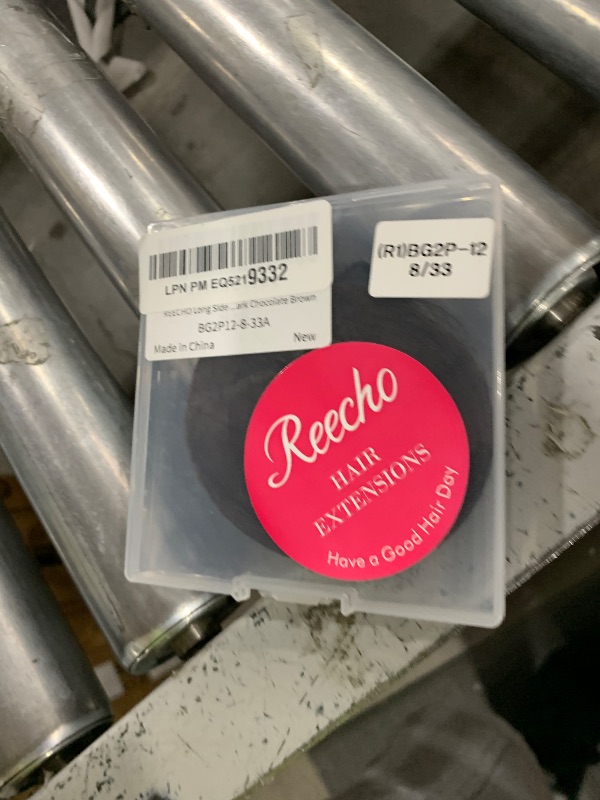 LPN PM EQ5219332
REECHO Long Side ...ark Chocolate Brown
BG2P12-8-33A
Made in China New
(R1)BG2P-12
8/33
Reecho
HAIR
EXTENSIONS
Have a Good Hair Day